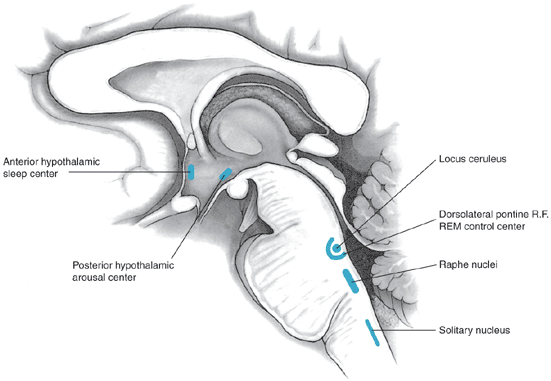 Anterior hypothalamic
sleep center
Posterior hypothalamic
arousal center
Locus ceruleus
Dorsolateral pontine R.F.
REM control center
Raphe nuclei
Solitary nucleus